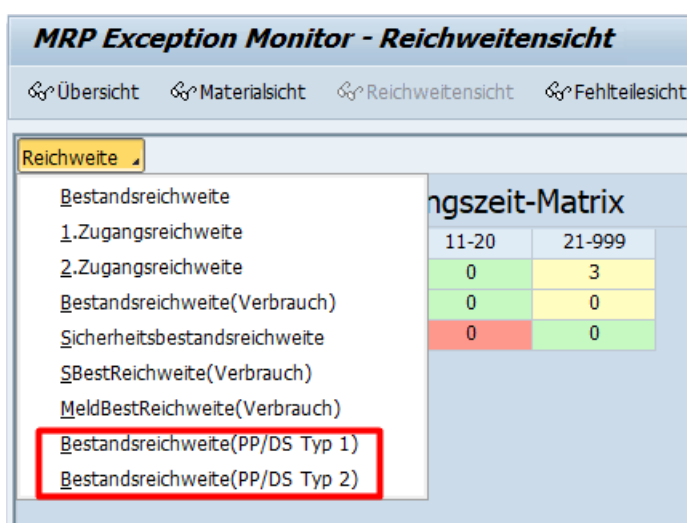 MRP Exception Monitor - Reichweitensicht
Übersicht Materialsicht Reichweitensicht Fehlteilesicht
Reichweite
Bestandsreichweite
ngszeit-Matrix
1.Zugangsreichweite
11-20 21-999
2.Zugangsreichweite
0 3
Bestandsreichweite(Verbrauch)
0 0
Sicherheitsbestandsreichweite
0 0
SBestReichweite(Verbrauch)
MeldBestReichweite(Verbrauch)
Bestandsreichweite(PP/DS Typ 1)
Bestandsreichweite(PP/DS Typ 2)